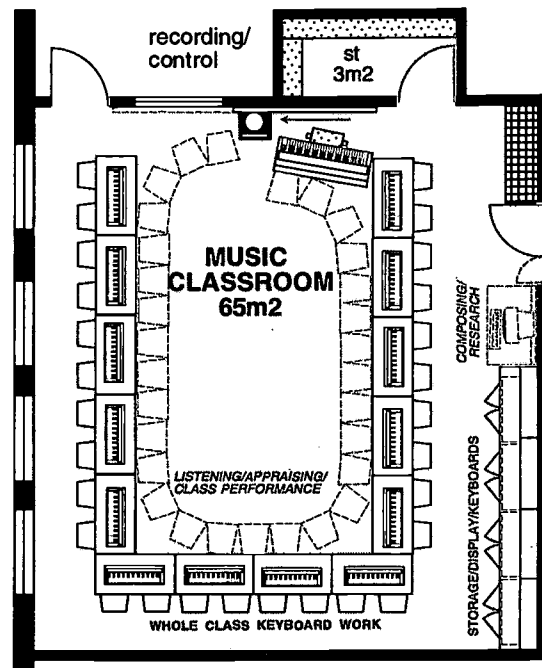 recording/
control
st
3m2
MUSIC
CLASSROOM
65m2
COMPOSING/
RESEARCH
LISTENING/APPRAISING/
CLASS PERFORMANCE
STORAGE/DISPLAY/KEYBOARDS
WHOLE CLASS KEYBOARD WORK